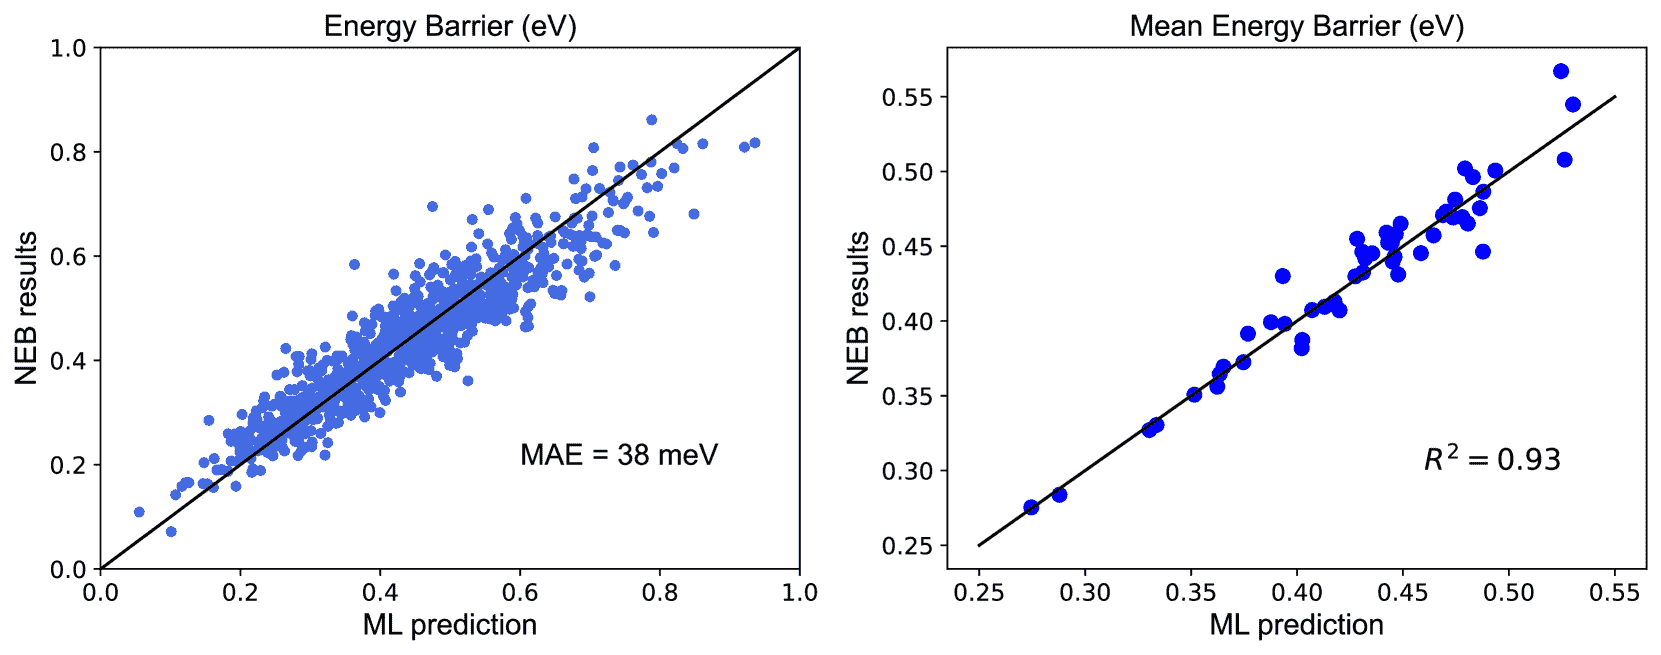 Energy Barrier (eV)
1.0
0.8
0.6
0.4
0.2
0.0
NEB results
MAE = 38 meV
0.0 0.2 0.4 0.6 0.8 1.0
ML prediction
Mean Energy Barrier (eV)
0.55
0.50
0.45
0.40
0.35
0.30
0.25
NEB results
R² = 0.93
0.25 0.30 0.35 0.40 0.45 0.50 0.55
ML prediction